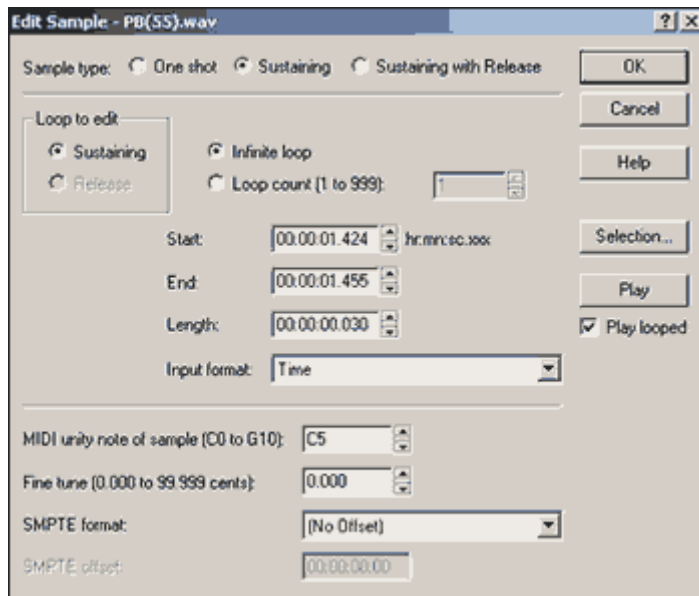 Edit Sample - PB(55).wav
Sample type: One shot Sustaining Sustaining with Release
OK
Cancel
Help
Selection...
Play
Play looped
Loop to edit
Sustaining
Release
Infinite loop
Loop count (1 to 999): 1
Start: 00:00:01.424 hr:mn:sc.xxx
End: 00:00:01.455
Length: 00:00:00.030
Input format: Time
MIDI unity note of sample (C0 to G10): C5
Fine tune (0.000 to 99.999 cents): 0.000
SMPTE format: (No Offset)
SMPTE offset: 00:00:00.00